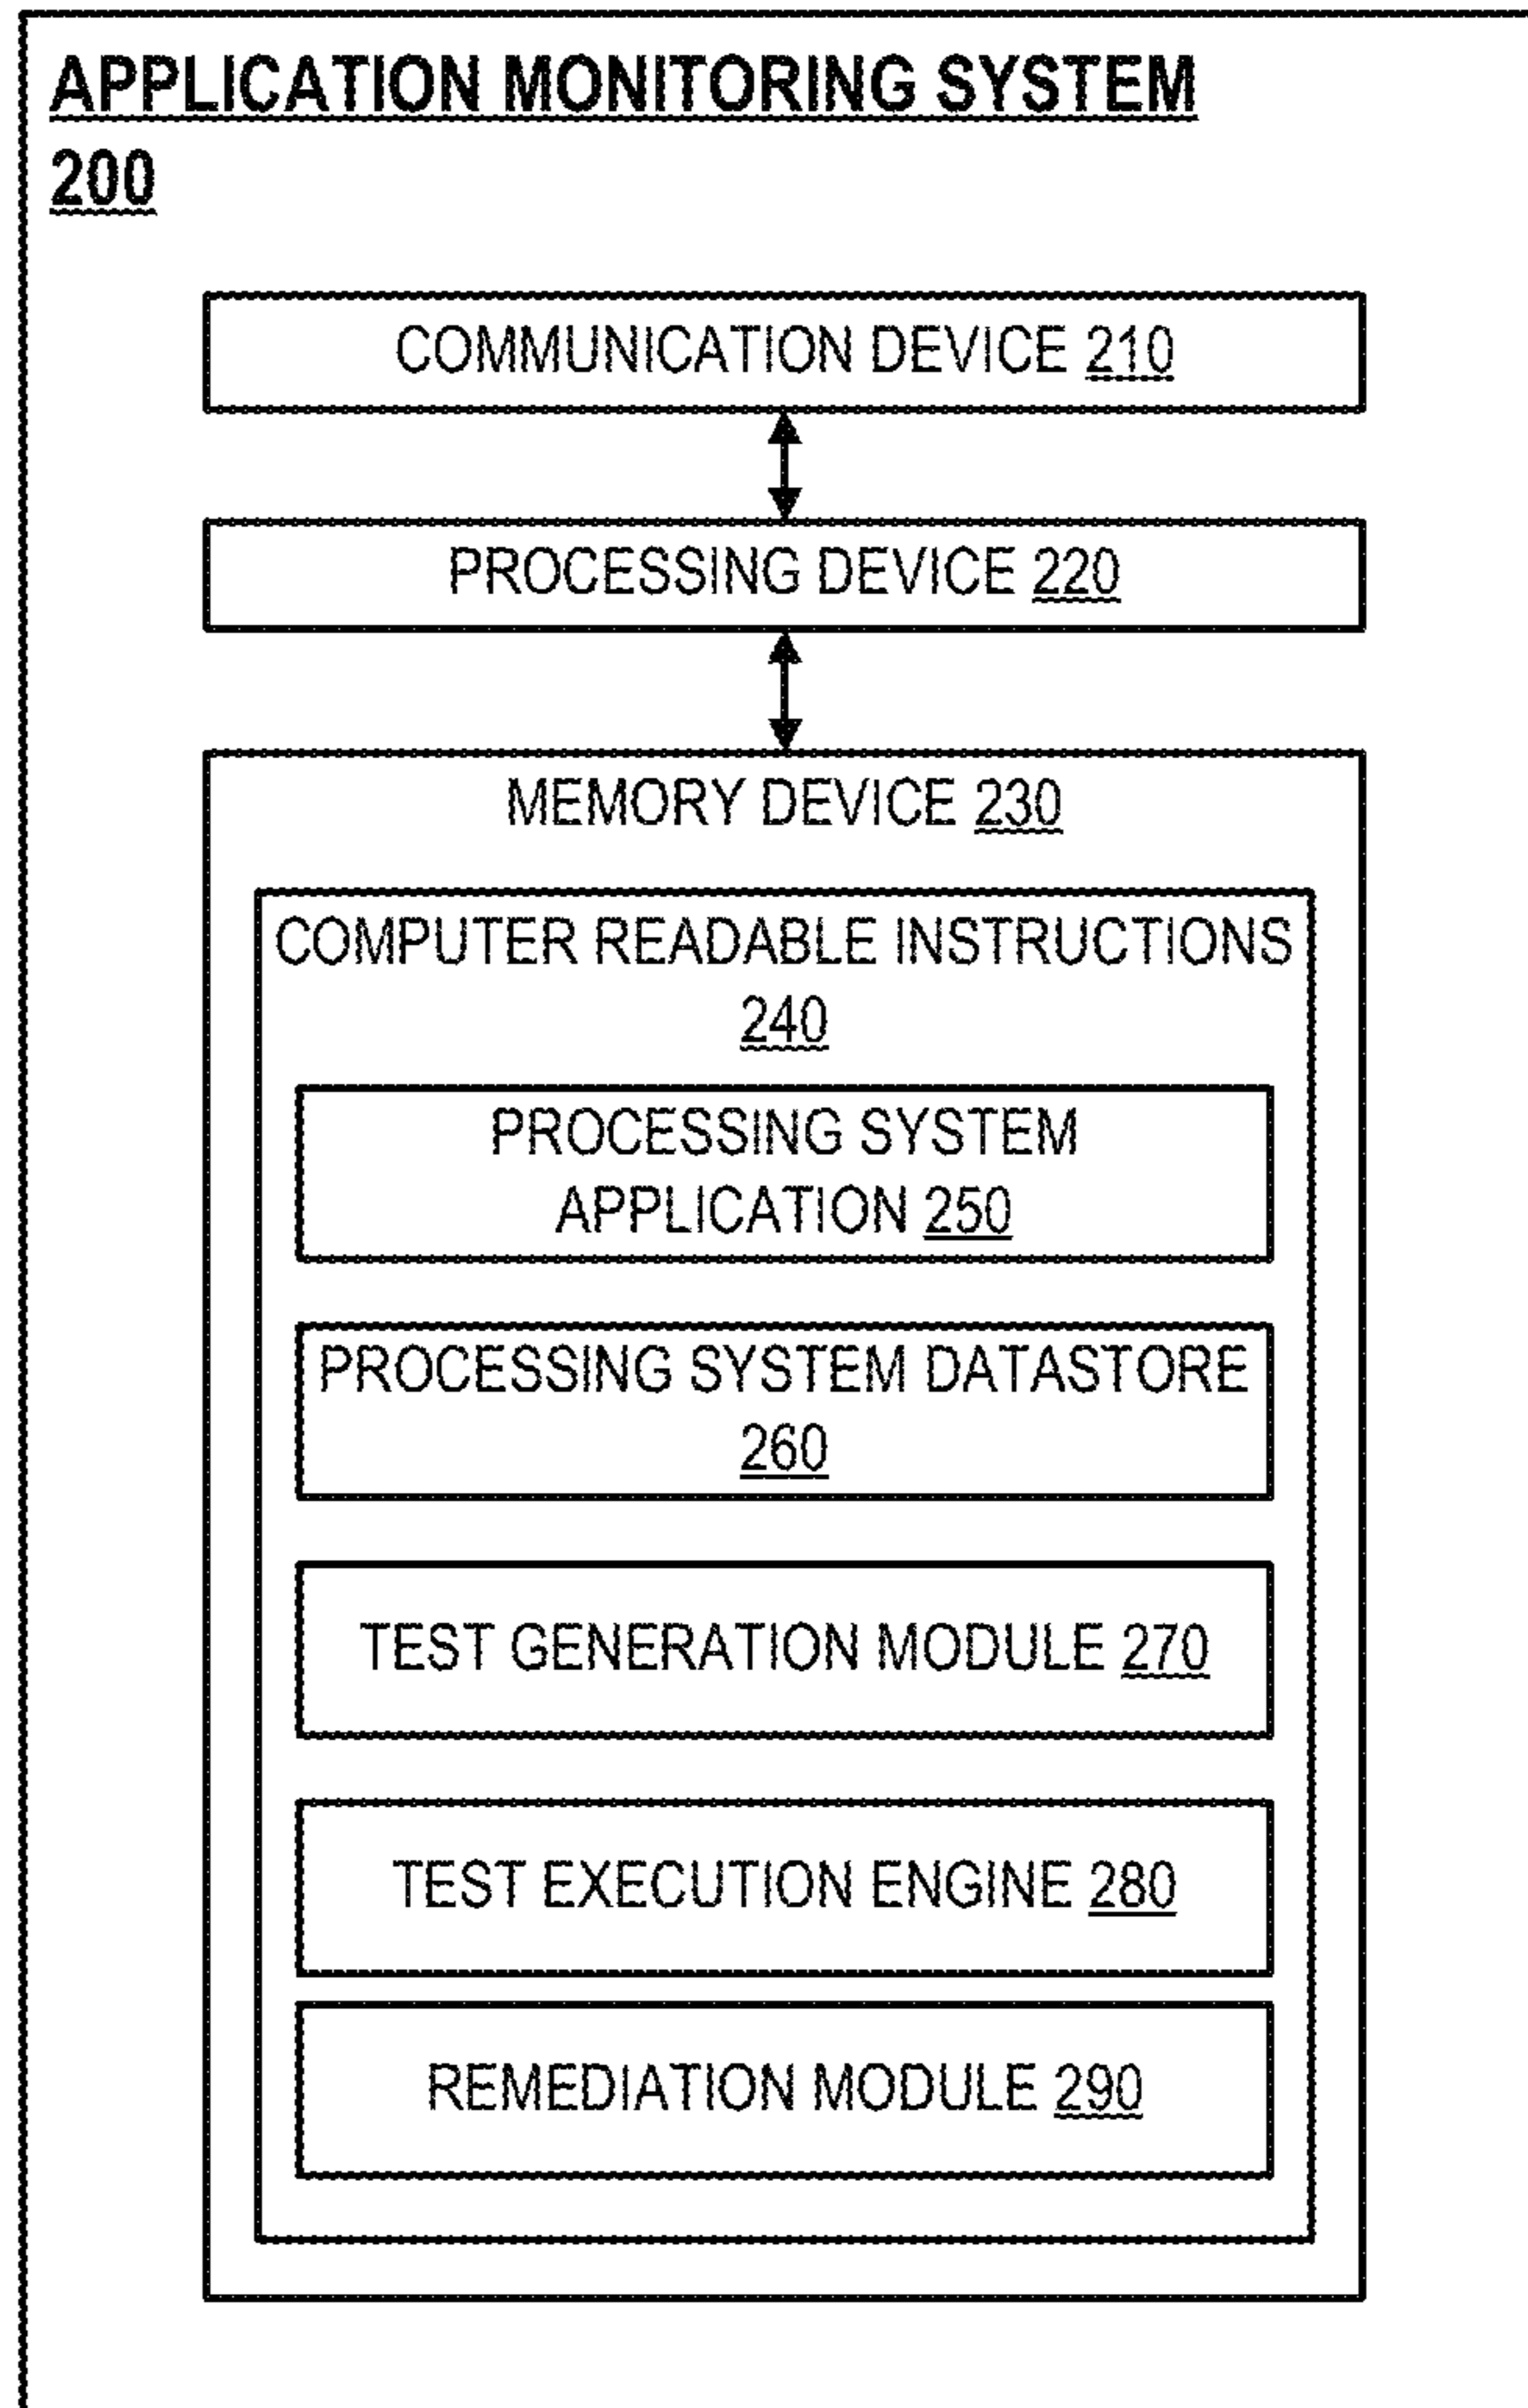 APPLICATION MONITORING SYSTEM
200
COMMUNICATION DEVICE 210
PROCESSING DEVICE 220
MEMORY DEVICE 230
COMPUTER READABLE INSTRUCTIONS
240
PROCESSING SYSTEM
APPLICATION 250
PROCESSING SYSTEM DATASTORE
260
TEST GENERATION MODULE 270
TEST EXECUTION ENGINE 280
REMEDIATION MODULE 290